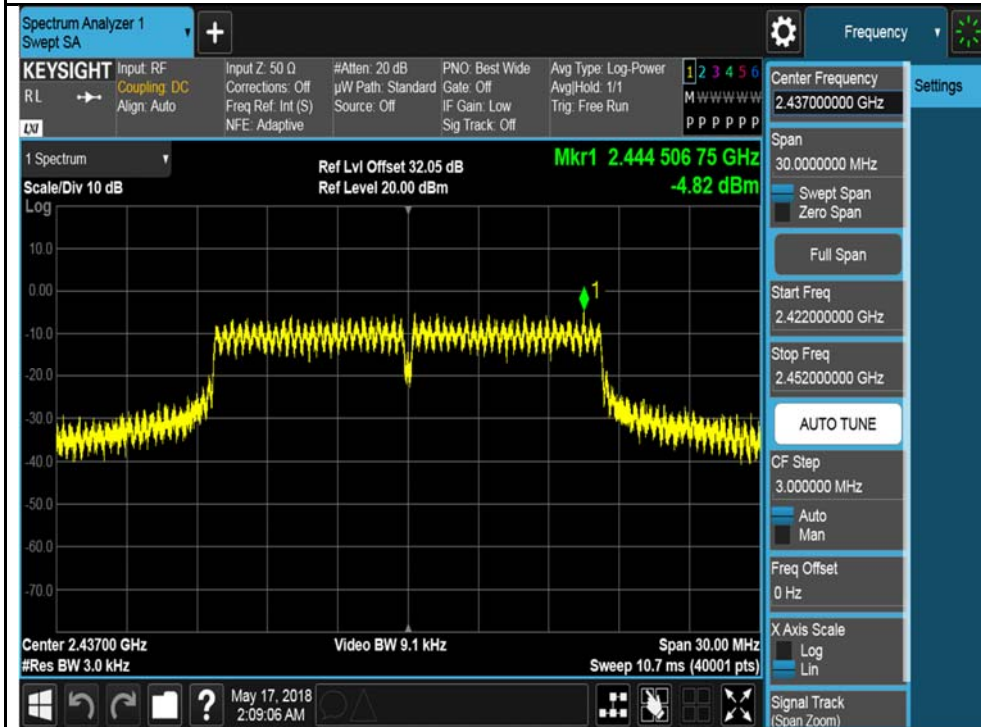 Spectrum Analyzer 1
Swept SA
+
Frequency
KEYSIGHT
RL
LXI
Input: RF
Coupling: DC
Align: Auto
Input Z: 50 Ω
Corrections: Off
Freq Ref: Int (S)
NFE: Adaptive
#Atten: 20 dB
µW Path: Standard
Source: Off
PNO: Best Wide
Gate: Off
IF Gain: Low
Sig Track: Off
Avg Type: Log-Power
Avg|Hold: 1/1
Trig: Free Run
1 2 3 4 5 6
M W W W W W
P P P P P P
1 Spectrum
Scale/Div 10 dB
Log
Ref Lvl Offset 32.05 dB
Ref Level 20.00 dBm
Mkr1 2.444 506 75 GHz
-4.82 dBm
10.0
0.00
-10.0
-20.0
-30.0
-40.0
-50.0
-60.0
-70.0
1
Center 2.43700 GHz
#Res BW 3.0 kHz
Video BW 9.1 kHz
Span 30.00 MHz
Sweep 10.7 ms (40001 pts)
?
May 17, 2018
2:09:06 AM
Center Frequency
2.437000000 GHz
Span
30.0000000 MHz
Swept Span
Zero Span
Full Span
Start Freq
2.422000000 GHz
Stop Freq
2.452000000 GHz
AUTO TUNE
CF Step
3.000000 MHz
Auto
Man
Freq Offset
0 Hz
X Axis Scale
Log
Lin
Signal Track
(Span Zoom)
Settings